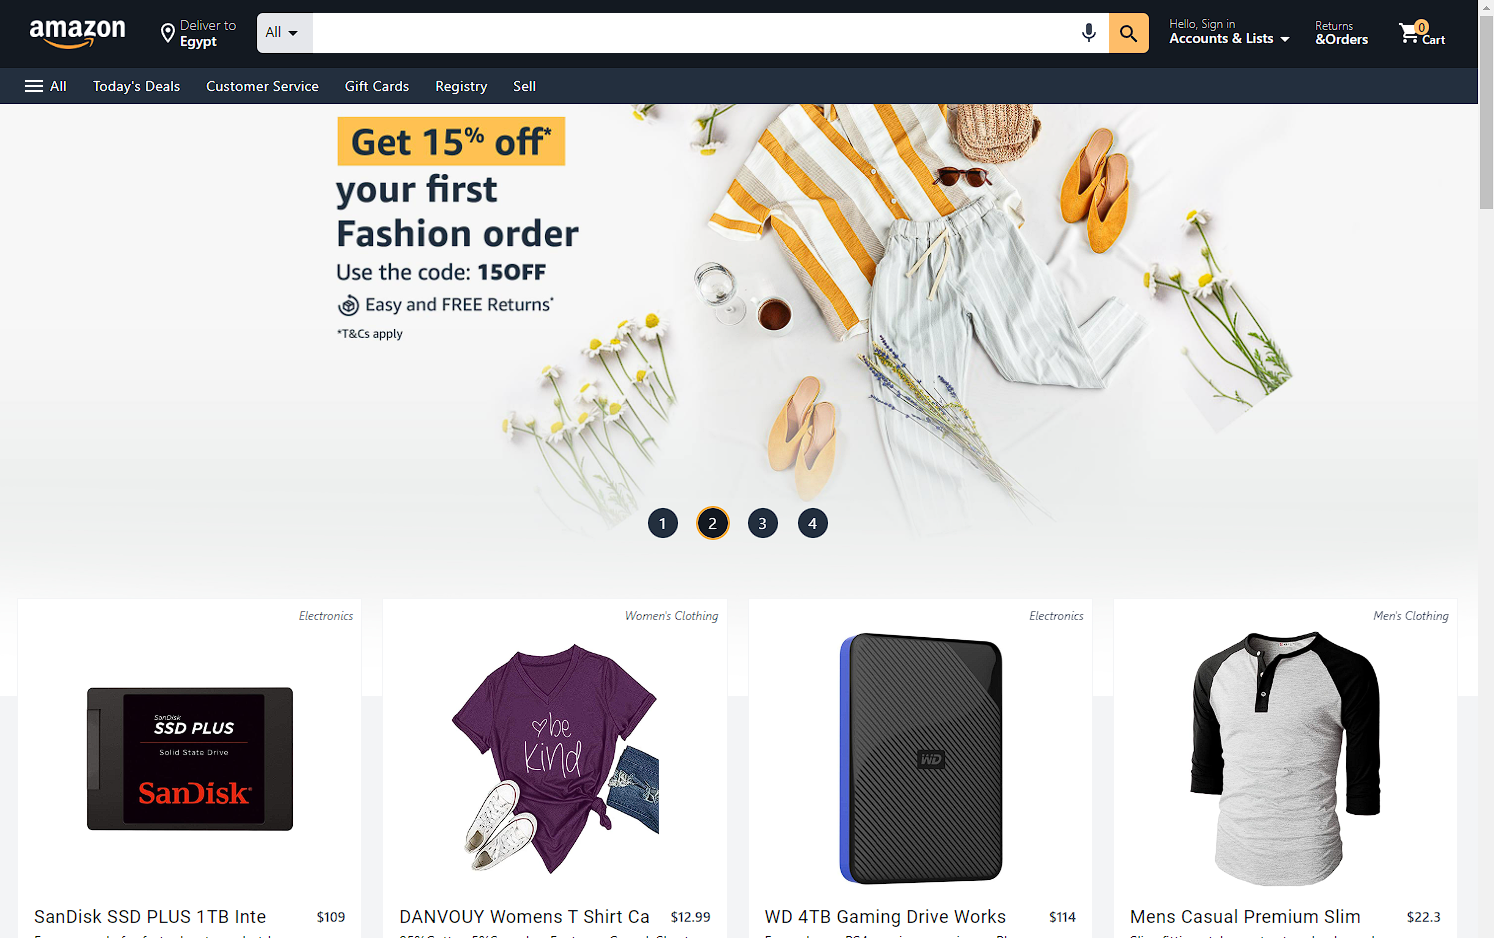 amazon
Deliver to
Egypt
All
Hello, Sign in
Accounts & Lists
Returns
&Orders
0
Cart
All
Today's Deals
Customer Service
Gift Cards
Registry
Sell
Get 15% off*
your first
Fashion order
Use the code: 15OFF
Easy and FREE Returns*
*T&Cs apply
1 2 3 4
Electronics
SanDisk
SSD PLUS
Solid State Drive
SanDisk
SanDisk SSD PLUS 1TB Inte $109
Women's Clothing
be
kind
DANVOUY Womens T Shirt Ca $12.99
Electronics
WD
WD 4TB Gaming Drive Works $114
Men's Clothing
Mens Casual Premium Slim $22.3